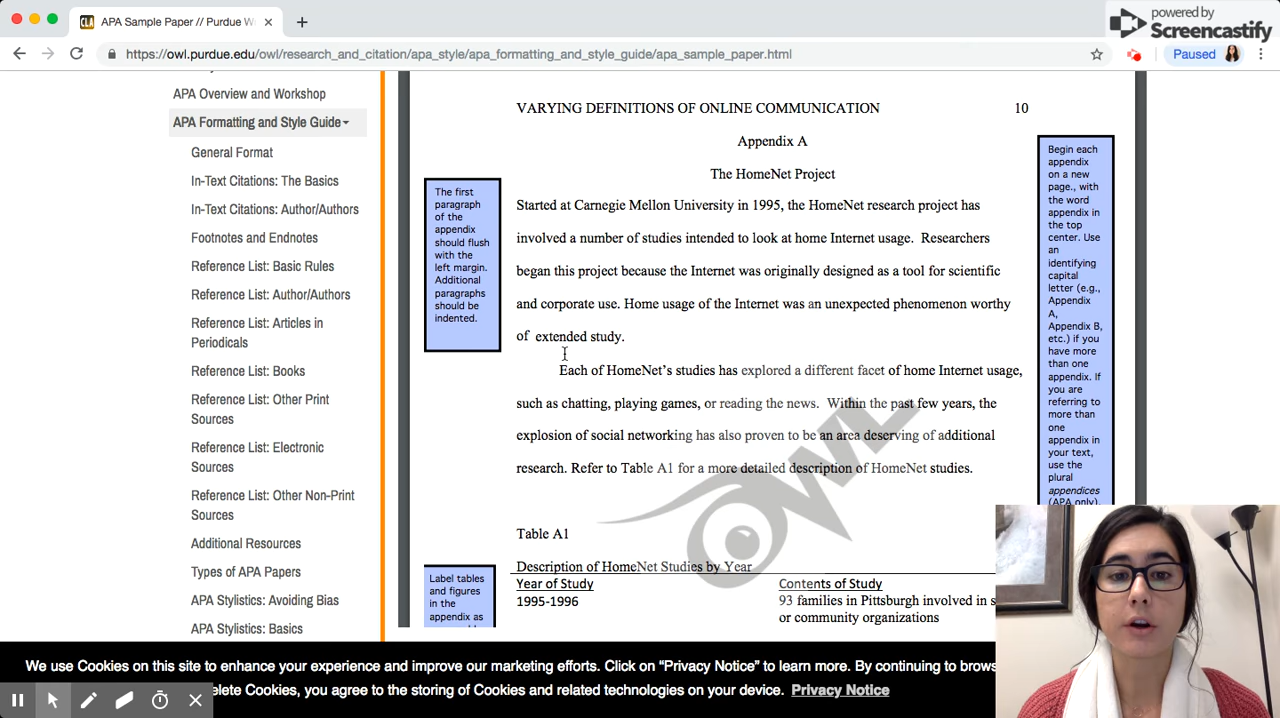 APA Sample Paper // Purdue W
powered by
Screencastify
https://owl.purdue.edu/owl/research_and_citation/apa_style/apa_formatting_and_style_guide/apa_sample_paper.html
Paused
APA Overview and Workshop
APA Formatting and Style Guide
General Format
In-Text Citations: The Basics
In-Text Citations: Author/Authors
Footnotes and Endnotes
Reference List: Basic Rules
Reference List: Author/Authors
Reference List: Articles in
Periodicals
Reference List: Books
Reference List: Other Print
Sources
Reference List: Electronic
Sources
Reference List: Other Non-Print
Sources
Additional Resources
Types of APA Papers
APA Stylistics: Avoiding Bias
APA Stylistics: Basics
The first
paragraph
of the
appendix
should flush
with the
left margin.
Additional
paragraphs
should be
indented.
Label tables
and figures
in the
appendix as
VARYING DEFINITIONS OF ONLINE COMMUNICATION 10
Appendix A
The HomeNet Project
Started at Carnegie Mellon University in 1995, the HomeNet research project has
involved a number of studies intended to look at home Internet usage. Researchers
began this project because the Internet was originally designed as a tool for scientific
and corporate use. Home usage of the Internet was an unexpected phenomenon worthy
of extended study.
Each of HomeNet’s studies has explored a different facet of home Internet usage,
such as chatting, playing games, or reading the news. Within the past few years, the
explosion of social networking has also proven to be an area deserving of additional
research. Refer to Table A1 for a more detailed description of HomeNet studies.
OWL
Table A1
Description of HomeNet Studies by Year
Year of Study Contents of Study
1995-1996 93 families in Pittsburgh involved in s
or community organizations
Begin each
appendix
on a new
page., with
the word
appendix in
the top
center. Use
an
identifying
capital
letter (e.g.,
Appendix
A,
Appendix B,
etc.) if you
have more
than one
appendix. If
you are
referring to
more than
one
appendix in
your text,
use the
plural
appendices
(APA only).
We use Cookies on this site to enhance your experience and improve our marketing efforts. Click on “Privacy Notice” to learn more. By continuing to brows
elete Cookies, you agree to the storing of Cookies and related technologies on your device. Privacy Notice